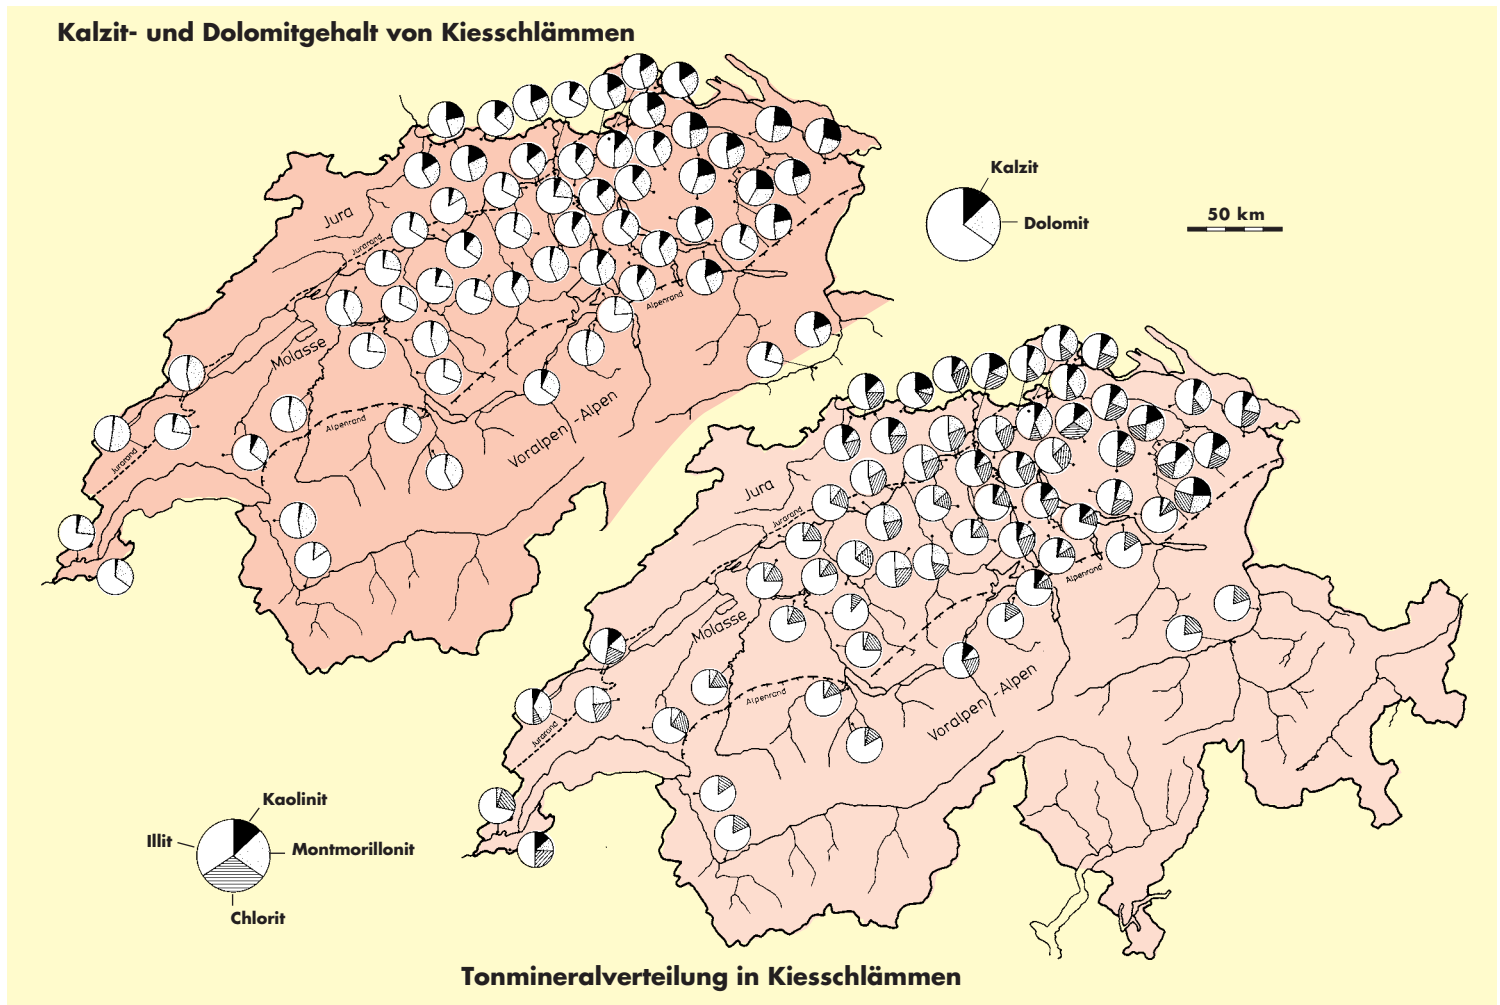 Kalzit- und Dolomitgehalt von Kiesschlämmen
Kalzit
Dolomit
50 km
Jura
Jurarand
Alpenrand
Molasse
Alpenrand
Jurarand
Voralpen - Alpen
Jura
Jurarand
Alpenrand
Molasse
Alpenrand
Jurarand
Voralpen - Alpen
Kaolinit
Illit
Montmorillonit
Chlorit
Tonmineralverteilung in Kiesschlämmen